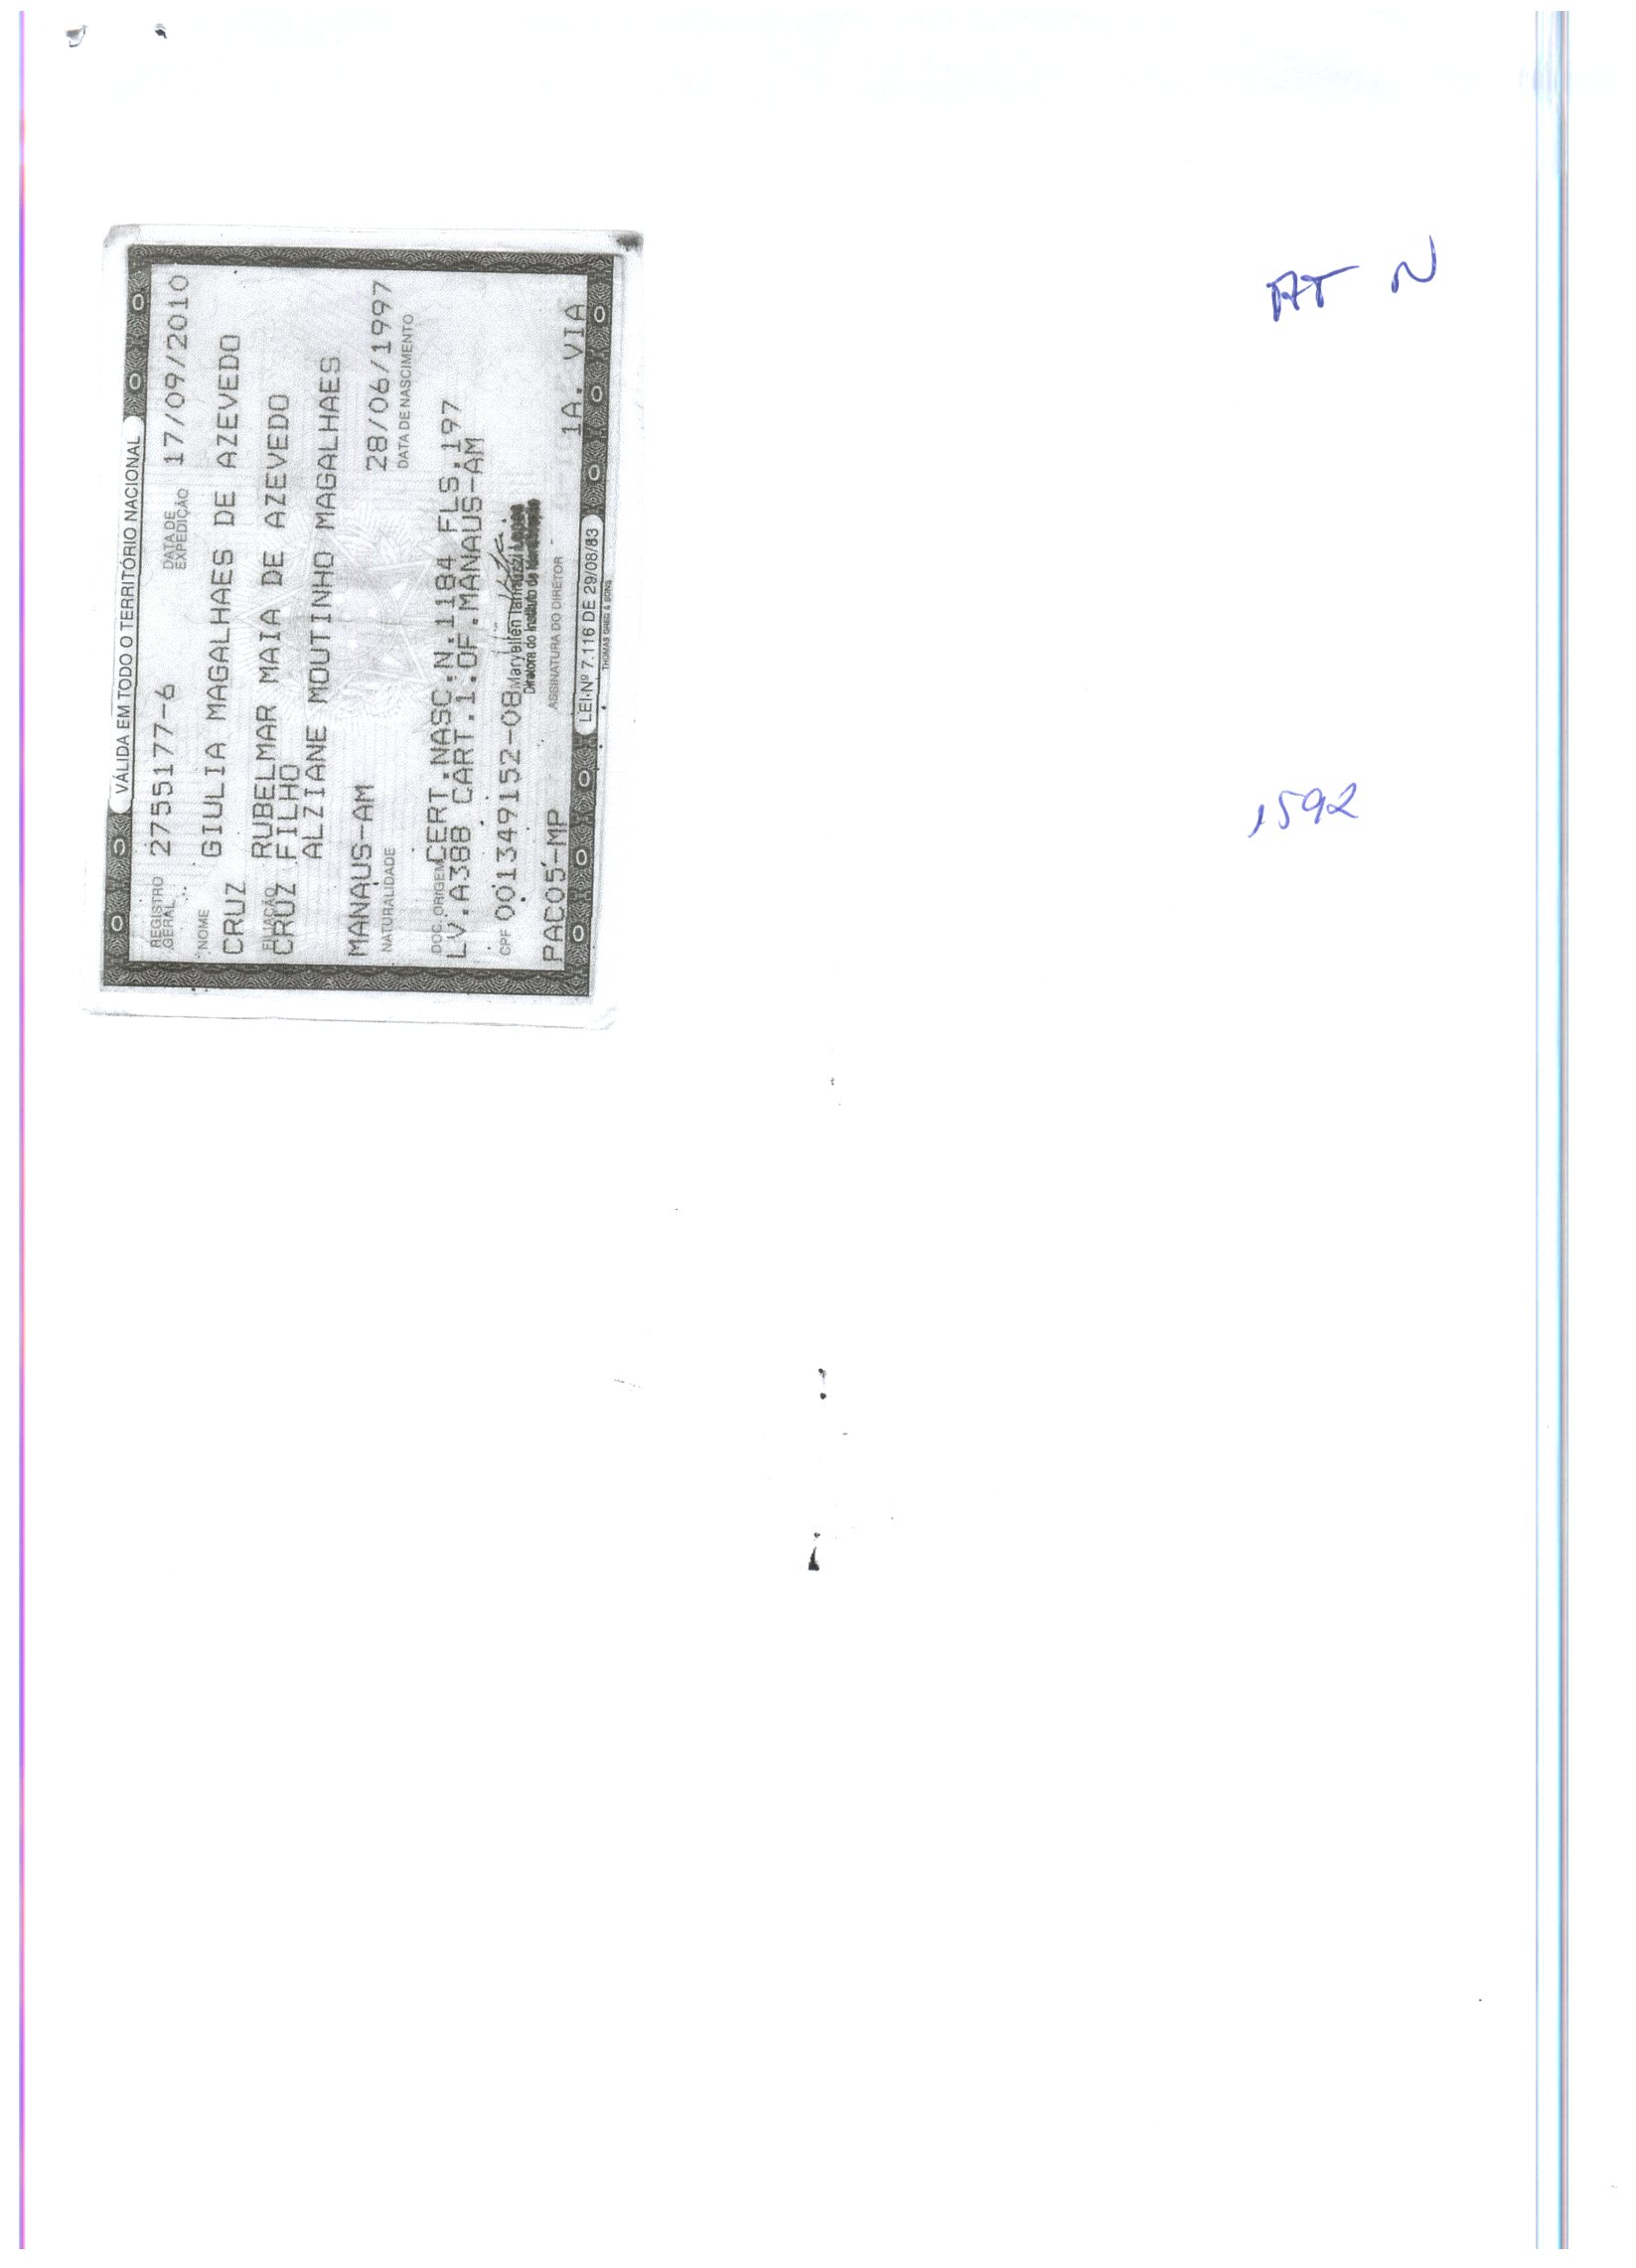 VÁLIDA EM TODO O TERRITÓRIO NACIONAL
REGISTRO GERAL 2755177-6 DATA DE EXPEDIÇÃO 17/09/2010
NOME GIULIA MAGALHAES DE AZEVEDO
CRUZ
FILIAÇÃO RUBELMAR MAIA DE AZEVEDO
CRUZ FILHO
ALZIANE MOUTINHO MAGALHAES
MANAUS-AM 28/06/1997
NATURALIDADE DATA DE NASCIMENTO
DOC. ORIGEM CERT.NASC:N.1184 FLS.197
LV.A388 CART.1.OF.MANAUS-AM
CPF 001349152-08
Diretora do Instituto de Identificação
PAC05-MP ASSINATURA DO DIRETOR 1A. VIA
LEI Nº 7.116 DE 29/08/83
THOMAS GREG & SONS
AT N
1592